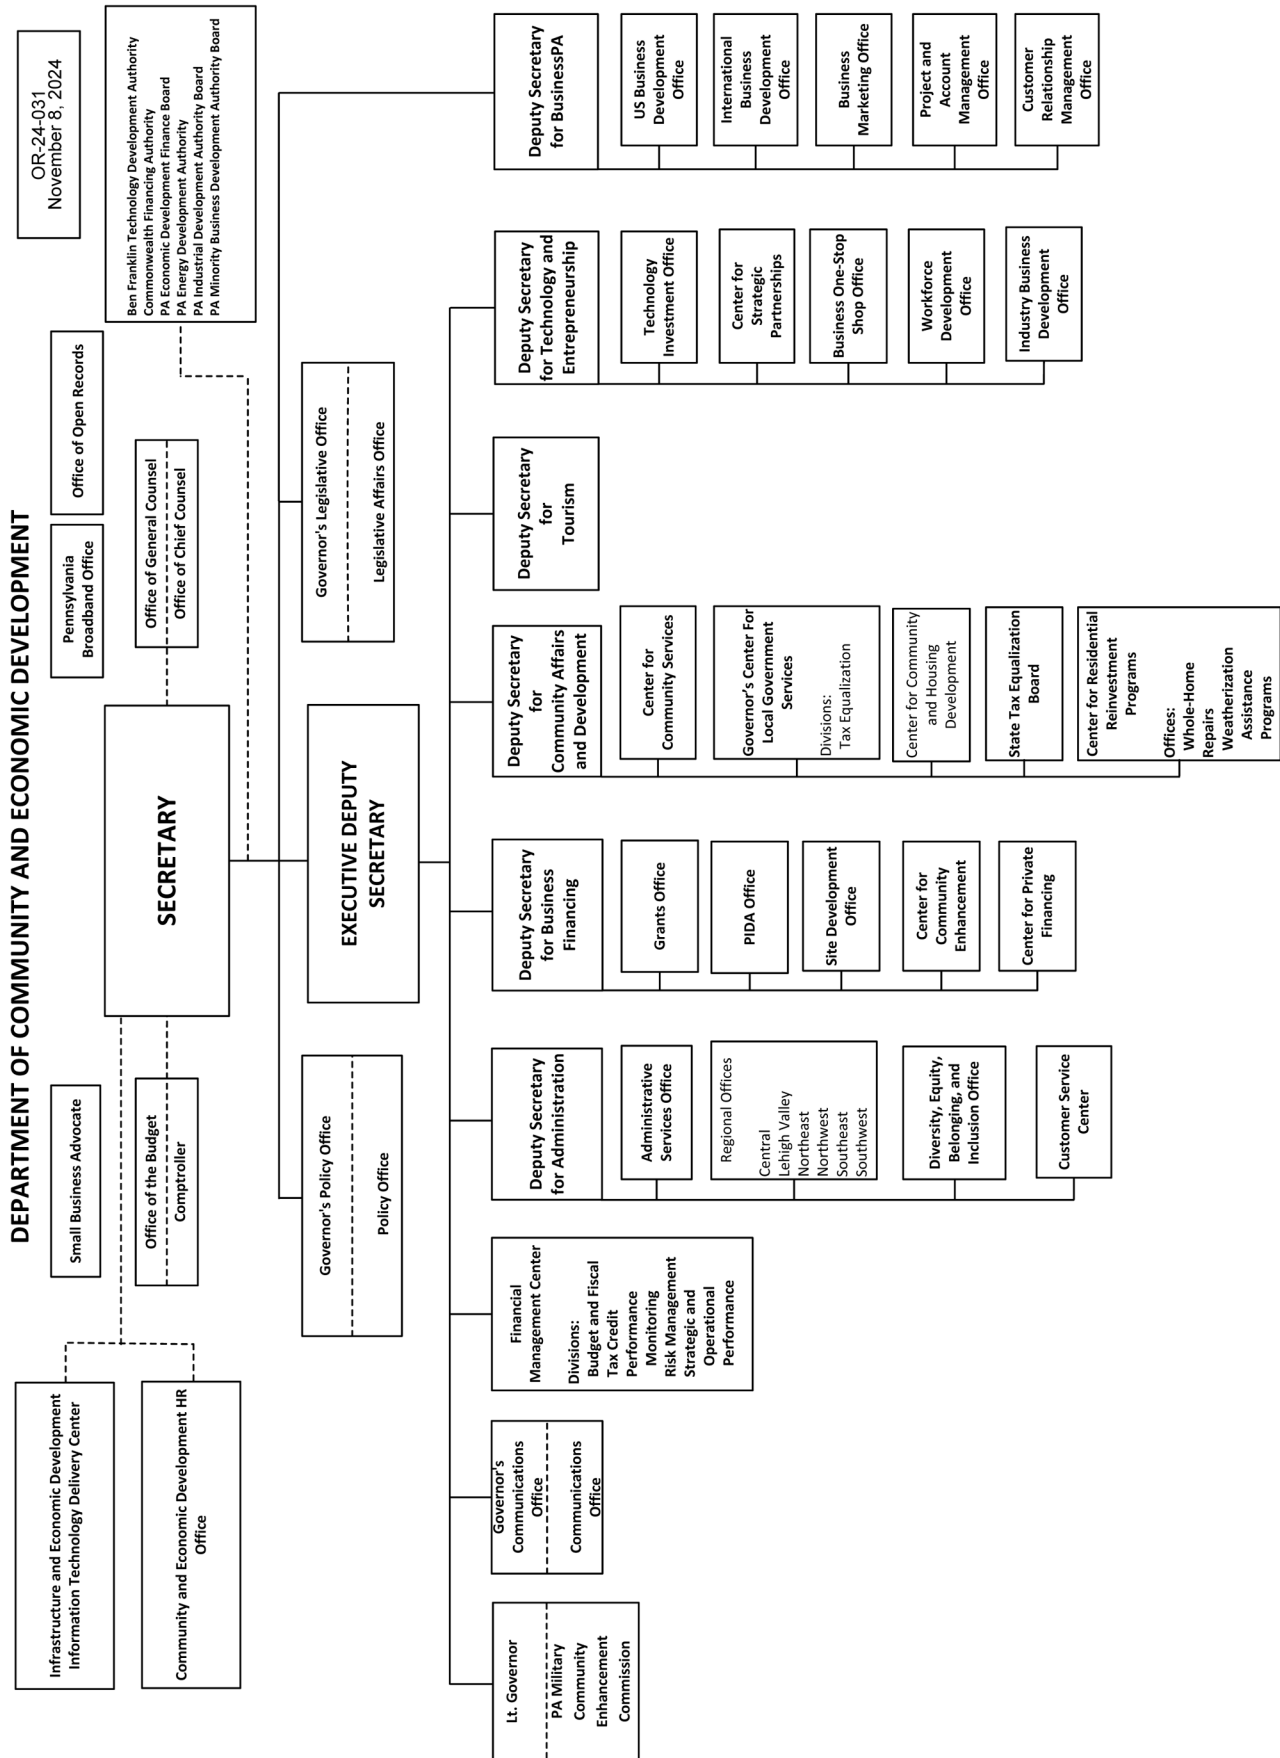 DEPARTMENT OF COMMUNITY AND ECONOMIC DEVELOPMENT
OR-24-031
November 8, 2024
Infrastructure and Economic Development
Information Technology Delivery Center
Community and Economic Development HR
Office
Small Business Advocate
Office of the Budget
Comptroller
SECRETARY
Pennsylvania
Broadband Office
Office of Open Records
Office of General Counsel
Office of Chief Counsel
Ben Franklin Technology Development Authority
Commonwealth Financing Authority
PA Economic Development Finance Board
PA Energy Development Authority
PA Industrial Development Authority Board
PA Minority Business Development Authority Board
Governor's Policy Office
Policy Office
EXECUTIVE DEPUTY
SECRETARY
Governor's Legislative Office
Legislative Affairs Office
Lt. Governor
PA Military
Community
Enhancement
Commission
Governor's
Communications
Office
Communications
Office
Financial
Management Center
Divisions:
Budget and Fiscal
Tax Credit
Performance
Monitoring
Risk Management
Strategic and
Operational
Performance
Deputy Secretary
for Administration
Administrative
Services Office
Regional Offices
Central
Lehigh Valley
Northeast
Northwest
Southeast
Southwest
Diversity, Equity,
Belonging, and
Inclusion Office
Customer Service
Center
Deputy Secretary
for Business
Financing
Grants Office
PIDA Office
Site Development
Office
Center for
Community
Enhancement
Center for Private
Financing
Deputy Secretary
for
Community Affairs
and Development
Center for
Community Services
Governor's Center For
Local Government
Services
Divisions:
Tax Equalization
Center for Community
and Housing
Development
State Tax Equalization
Board
Center for Residential
Reinvestment
Programs
Offices:
Whole-Home
Repairs
Weatherization
Assistance
Programs
Deputy Secretary
for
Tourism
Deputy Secretary
for Technology and
Entrepreneurship
Technology
Investment Office
Center for
Strategic
Partnerships
Business One-Stop
Shop Office
Workforce
Development
Office
Industry Business
Development
Office
Deputy Secretary
for BusinessPA
US Business
Development
Office
International
Business
Development
Office
Business
Marketing Office
Project and
Account
Management
Office
Customer
Relationship
Management
Office